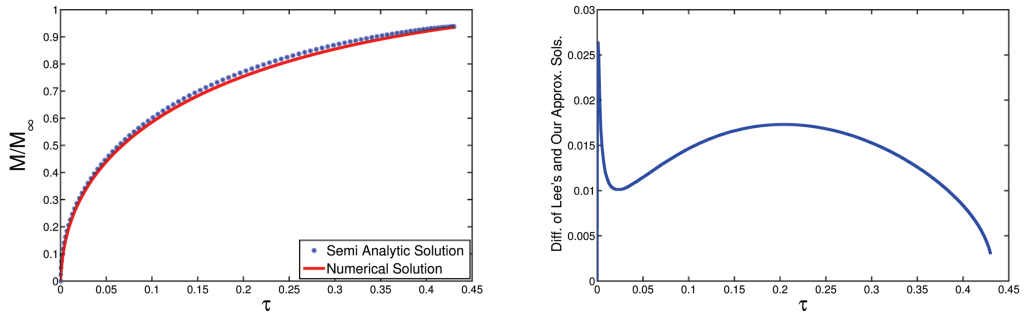 M/M∞
1
0.9
0.8
0.7
0.6
0.5
0.4
0.3
0.2
0.1
0
0 0.05 0.1 0.15 0.2 0.25 0.3 0.35 0.4 0.45
τ
Semi Analytic Solution
Numerical Solution
Diff. of Lee's and Our Approx. Sols.
0.03
0.025
0.02
0.015
0.01
0.005
0
0 0.05 0.1 0.15 0.2 0.25 0.3 0.35 0.4 0.45
τ